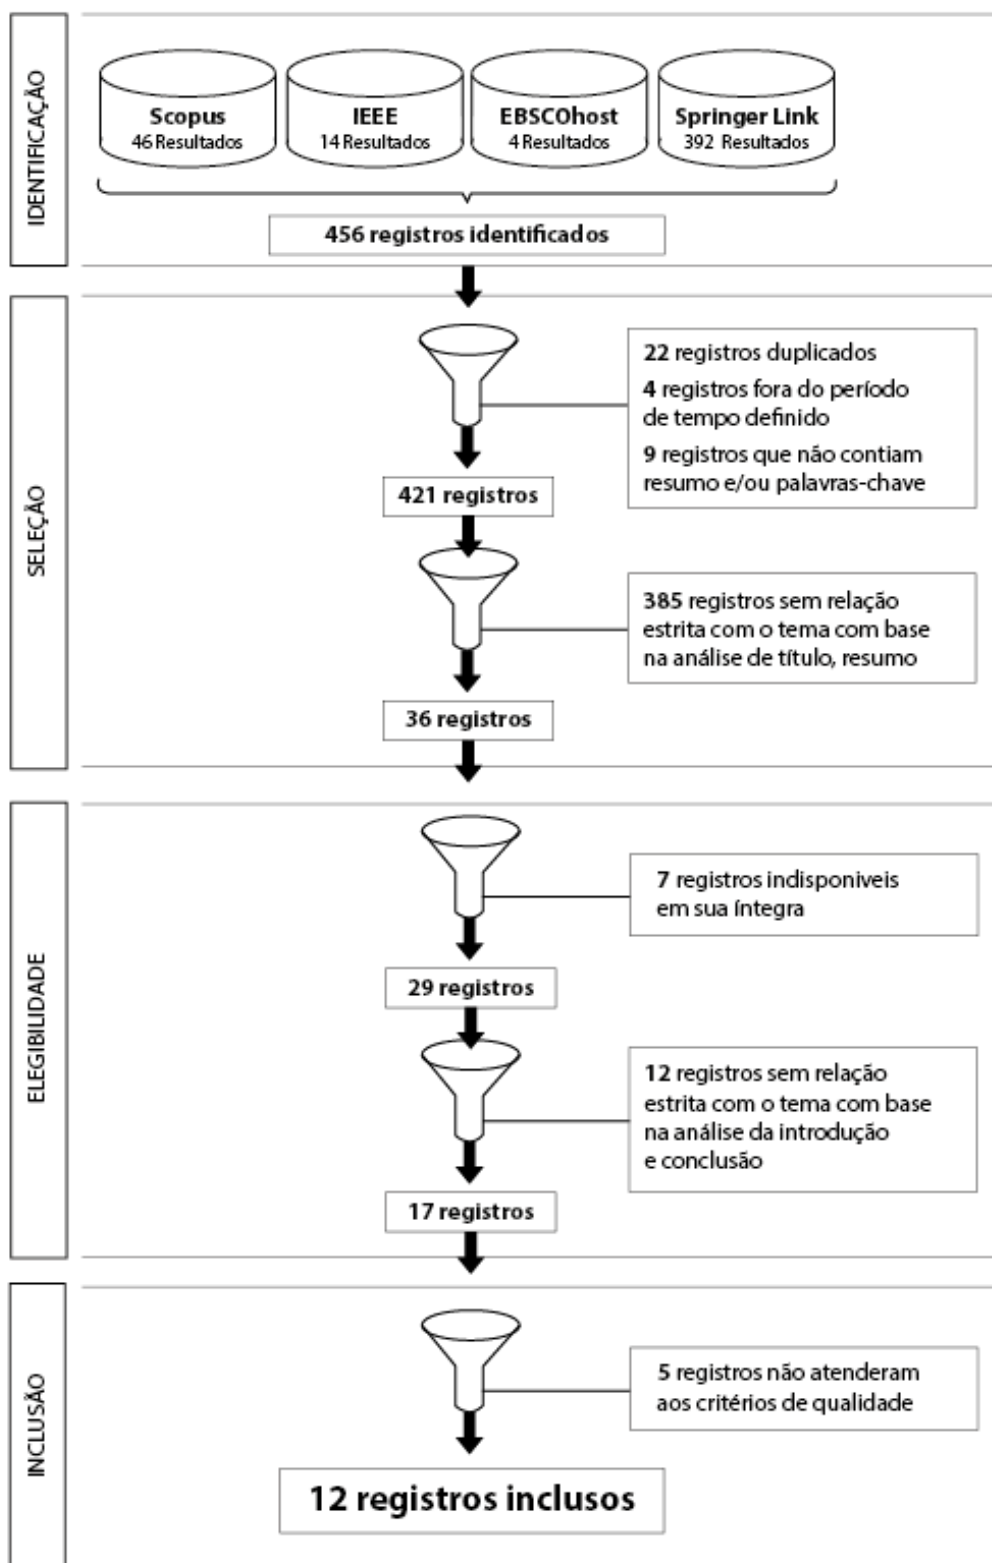 IDENTIFICAÇÃO
Scopus
46 Resultados
IEEE
14 Resultados
EBSCOhost
4 Resultados
Springer Link
392 Resultados
456 registros identificados
SELEÇÃO
22 registros duplicados
4 registros fora do período
de tempo definido
9 registros que não contiam
resumo e/ou palavras-chave
421 registros
385 registros sem relação
estrita com o tema com base
na análise de título, resumo
36 registros
ELEGIBILIDADE
7 registros indisponiveis
em sua íntegra
29 registros
12 registros sem relação
estrita com o tema com base
na análise da introdução
e conclusão
17 registros
INCLUSÃO
5 registros não atenderam
aos critérios de qualidade
12 registros inclusos